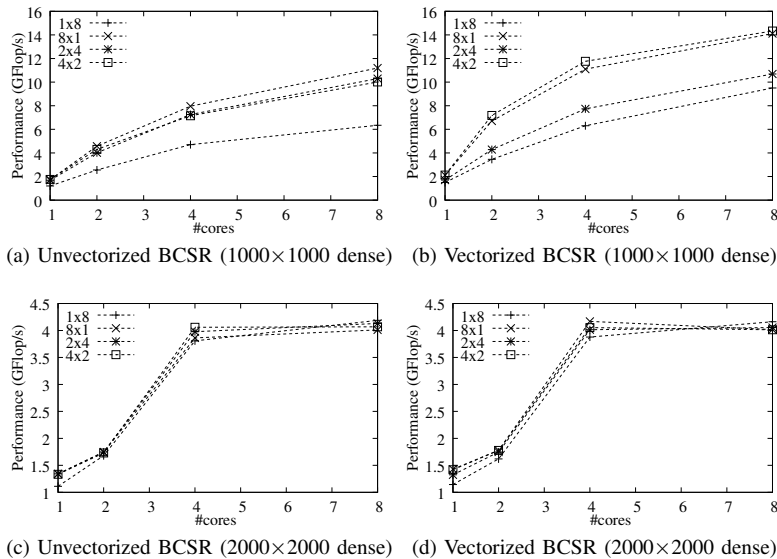 Performance (GFlop/s)
16
14
12
10
8
6
4
2
0
1x8
8x1
2x4
4x2
1 2 3 4 5 6 7 8
#cores
(a) Unvectorized BCSR (1000×1000 dense)
Performance (GFlop/s)
16
14
12
10
8
6
4
2
0
1x8
8x1
2x4
4x2
1 2 3 4 5 6 7 8
#cores
(b) Vectorized BCSR (1000×1000 dense)
Performance (GFlop/s)
4.5
4
3.5
3
2.5
2
1.5
1
1x8
8x1
2x4
4x2
1 2 3 4 5 6 7 8
#cores
(c) Unvectorized BCSR (2000×2000 dense)
Performance (GFlop/s)
4.5
4
3.5
3
2.5
2
1.5
1
1x8
8x1
2x4
4x2
1 2 3 4 5 6 7 8
#cores
(d) Vectorized BCSR (2000×2000 dense)